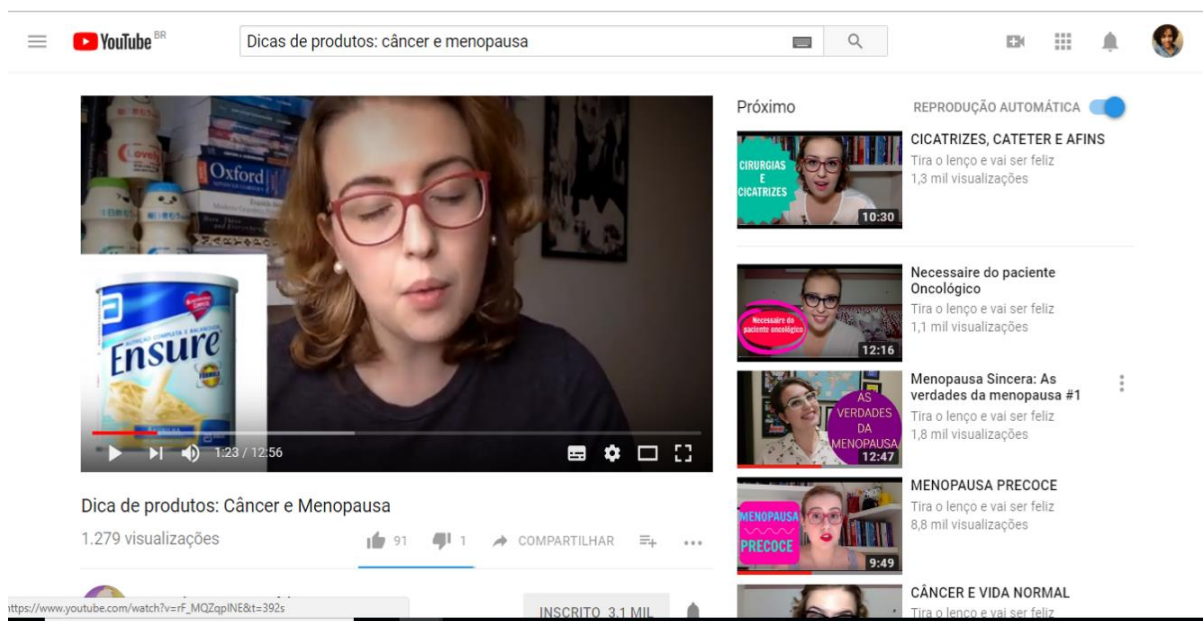 YouTube BR
Dicas de produtos: câncer e menopausa
Lovely
Oxford
NUTRIÇÃO COMPLETA E BALANCEADA
Ensure
1:23 / 12:56
Dica de produtos: Câncer e Menopausa
1.279 visualizações
91
1
COMPARTILHAR
INSCRITO 3,1 MIL
https://www.youtube.com/watch?v=rF_MQZqpINE&t=392s
Próximo
REPRODUÇÃO AUTOMÁTICA
CIRURGIAS
E
CICATRIZES
10:30
CICATRIZES, CATETER E AFINS
Tira o lenço e vai ser feliz
1,3 mil visualizações
Necessaire do
paciente oncológico
12:16
Necessaire do paciente
Oncológico
Tira o lenço e vai ser feliz
1,1 mil visualizações
AS
VERDADES
DA
MENOPAUSA
12:47
Menopausa Sincera: As
verdades da menopausa #1
Tira o lenço e vai ser feliz
1,8 mil visualizações
MENOPAUSA
PRECOCE
9:49
MENOPAUSA PRECOCE
Tira o lenço e vai ser feliz
8,8 mil visualizações
CÂNCER E VIDA NORMAL
Tira o lenço e vai ser feliz